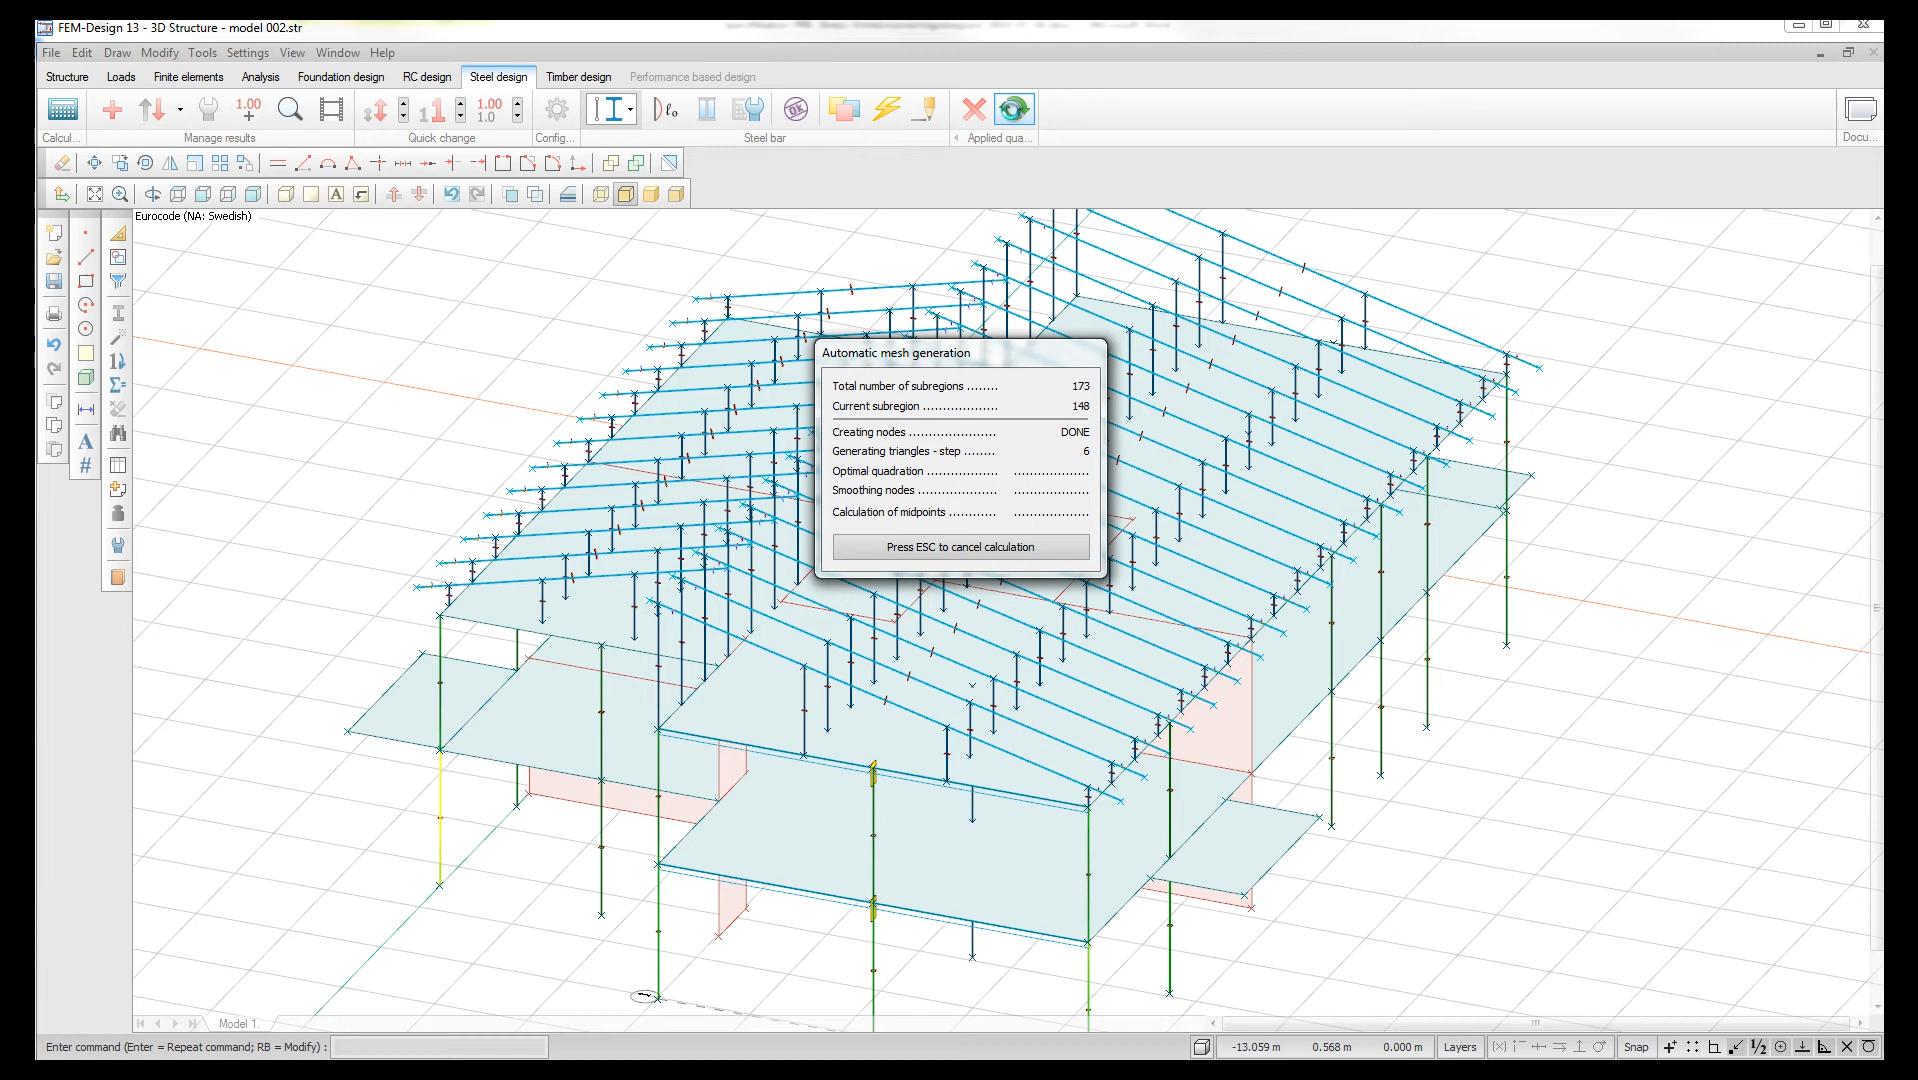 FEM-Design 13 - 3D Structure - model 002.str
File Edit Draw Modify Tools Settings View Window Help
Structure Loads Finite elements Analysis Foundation design RC design Steel design Timber design Performance based design
1.00 1.00 1.0
Calcul... Manage results Quick change Config... Steel bar Applied qua... Docu...
Eurocode (NA: Swedish)
Automatic mesh generation
Total number of subregions ........ 173
Current subregion ................... 148
Creating nodes ...................... DONE
Generating triangles - step ........ 6
Optimal quadration .................. ...................
Smoothing nodes .................... ...................
Calculation of midpoints ............ ...................
Press ESC to cancel calculation
Model 1.
Enter command (Enter = Repeat command; RB = Modify) : -13.059 m 0.568 m 0.000 m Layers Snap 1/2